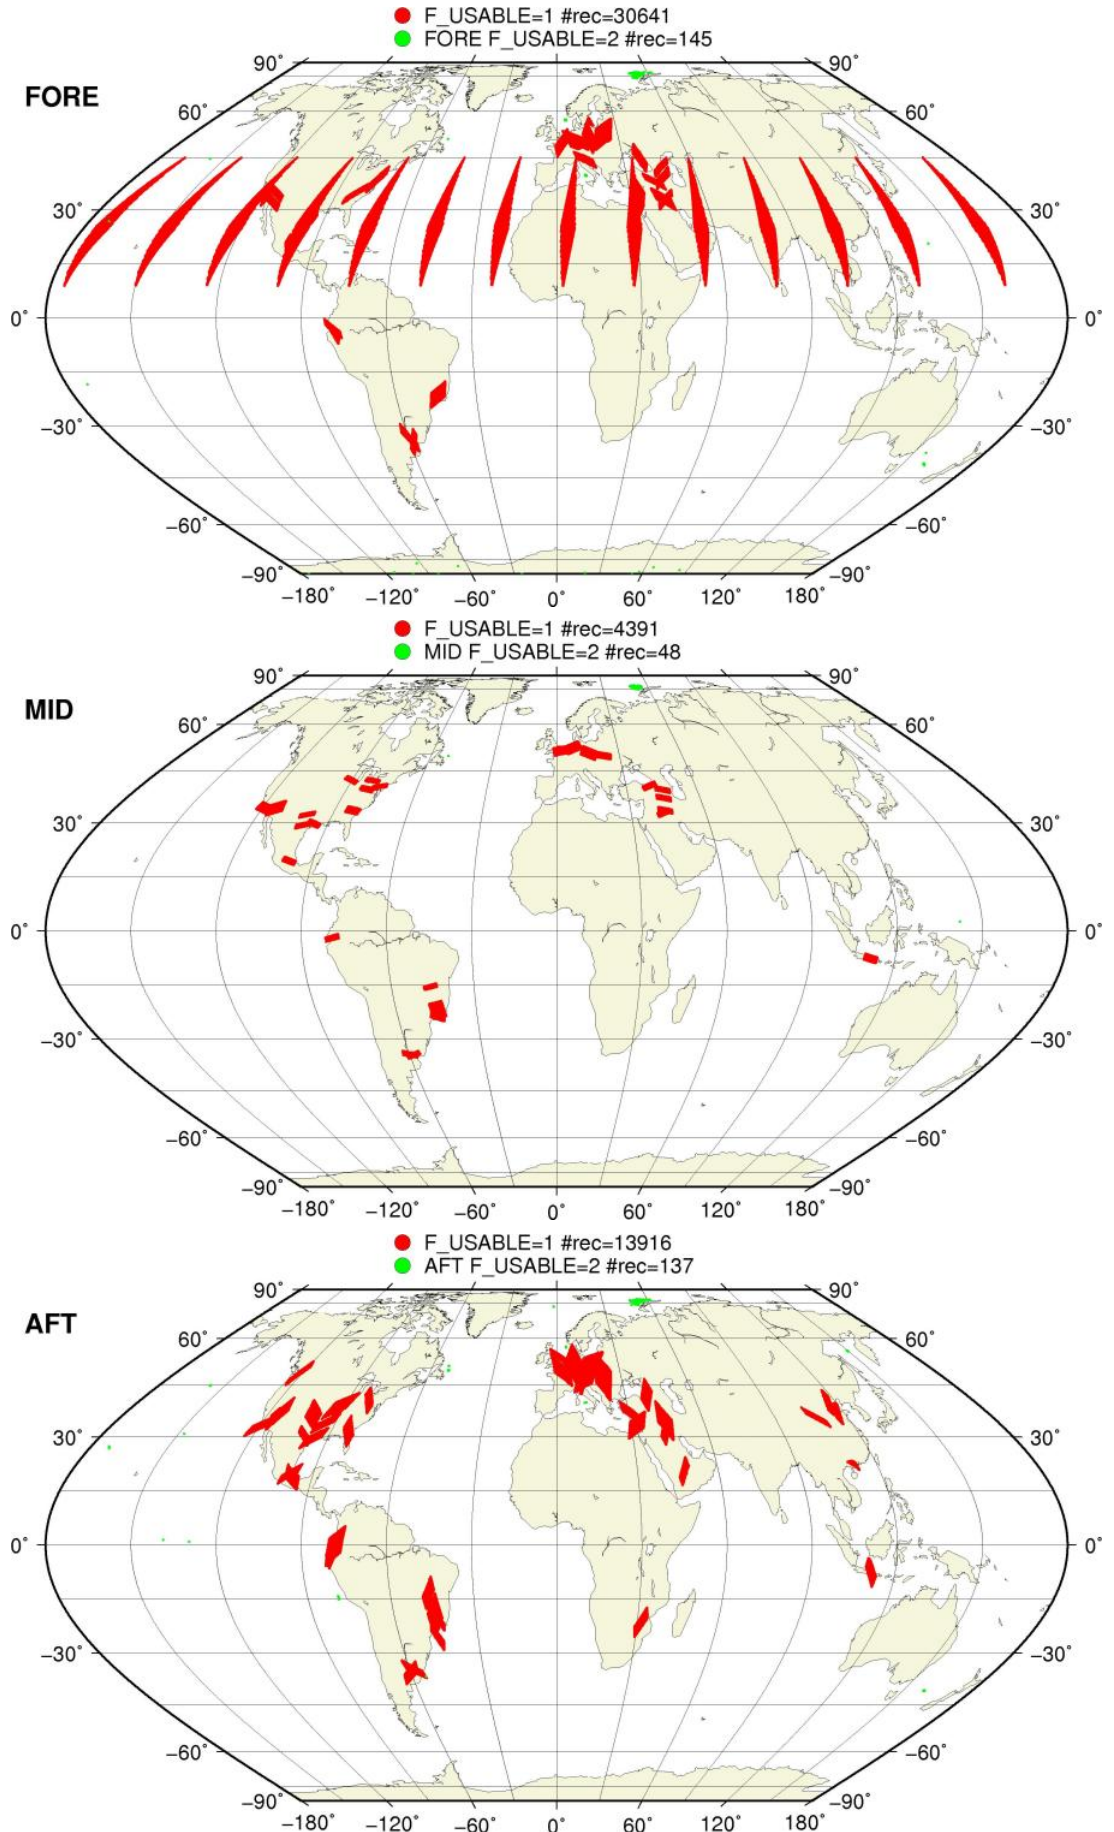 F_USABLE=1 #rec=30641
FORE F_USABLE=2 #rec=145
FORE
90° 90°
60° 60°
30° 30°
0° 0°
−30° −30°
−60° −60°
−90° −90°
−180° −120° −60° 0° 60° 120° 180°
F_USABLE=1 #rec=4391
MID F_USABLE=2 #rec=48
MID
90° 90°
60° 60°
30° 30°
0° 0°
−30° −30°
−60° −60°
−90° −90°
−180° −120° −60° 0° 60° 120° 180°
F_USABLE=1 #rec=13916
AFT F_USABLE=2 #rec=137
AFT
90° 90°
60° 60°
30° 30°
0° 0°
−30° −30°
−60° −60°
−90° −90°
−180° −120° −60° 0° 60° 120° 180°